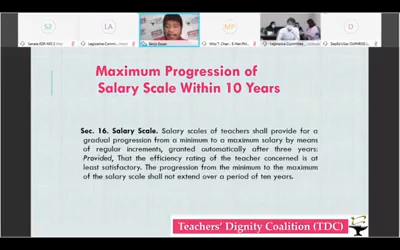 S2
LA
MP
D
Maximum Progression of
Salary Scale Within 10 Years
Sec. 16. Salary Scale. Salary scales of teachers shall provide for a
gradual progression from a minimum to a maximum salary by means
of regular increments, granted automatically after three years:
Provided, That the efficiency rating of the teacher concerned is at
least satisfactory. The progression from the minimum to the maximum
of the salary scale shall not extend over a period of ten years.
Teachers' Dignity Coalition (TDC)